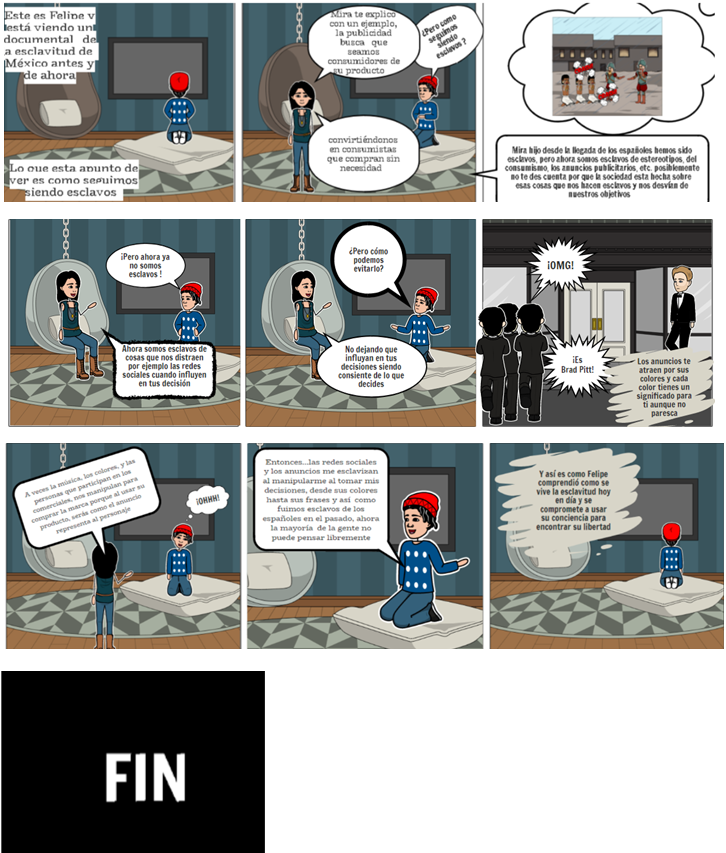 Este es Felipe y
está viendo un
documental de
a esclavitud de
México antes y
de ahora
Lo que esta apunto de
ver es como seguimos
siendo esclavos
Mira te explico
con un ejemplo,
la publicidad
busca que
seamos
consumidores de
su producto
¿Pero como
seguimos
siendo
esclavos ?
convirtiéndonos
en consumistas
que compran sin
necesidad
Mira hijo desde la llegada de los españoles hemos sido
esclavos, pero ahora somos esclavos de estereotipos, del
consumismo, los anuncios publicitarios, etc. posiblemente
no te des cuenta por que la sociedad esta hecha sobre
esas cosas que nos hacen esclavos y nos desvían de
nuestros objetivos
¡Pero ahora ya
no somos
esclavos !
Ahora somos esclavos de
cosas que nos distraen
por ejemplo las redes
sociales cuando influyen
en tus decisión
¿Pero cómo
podemos
evitarlo?
No dejando que
influyan en tus
decisiones siendo
consiente de lo que
decides
¡OMG!
¡Es
Brad Pitt!
Los anuncios te
atraen por sus
colores y cada
color tienes un
significado para
ti aunque no
paresca
A veces la música, los colores, y las
personas que participan en los
comerciales, nos manipulan para
comprar la marca porque al usar su
producto, serás como el anuncio
representa al personaje
¡OHHH!
Entonces...las redes sociales
y los anuncios me esclavizan
al manipularme al tomar mis
decisiones, desde sus colores
hasta sus frases y así como
fuimos esclavos de los
españoles en el pasado, ahora
la mayoría de la gente no
puede pensar libremente
Y así es como Felipe
comprendió como se
vive la esclavitud hoy
en día y se
compromete a usar
su conciencia para
encontrar su libertad
FIN